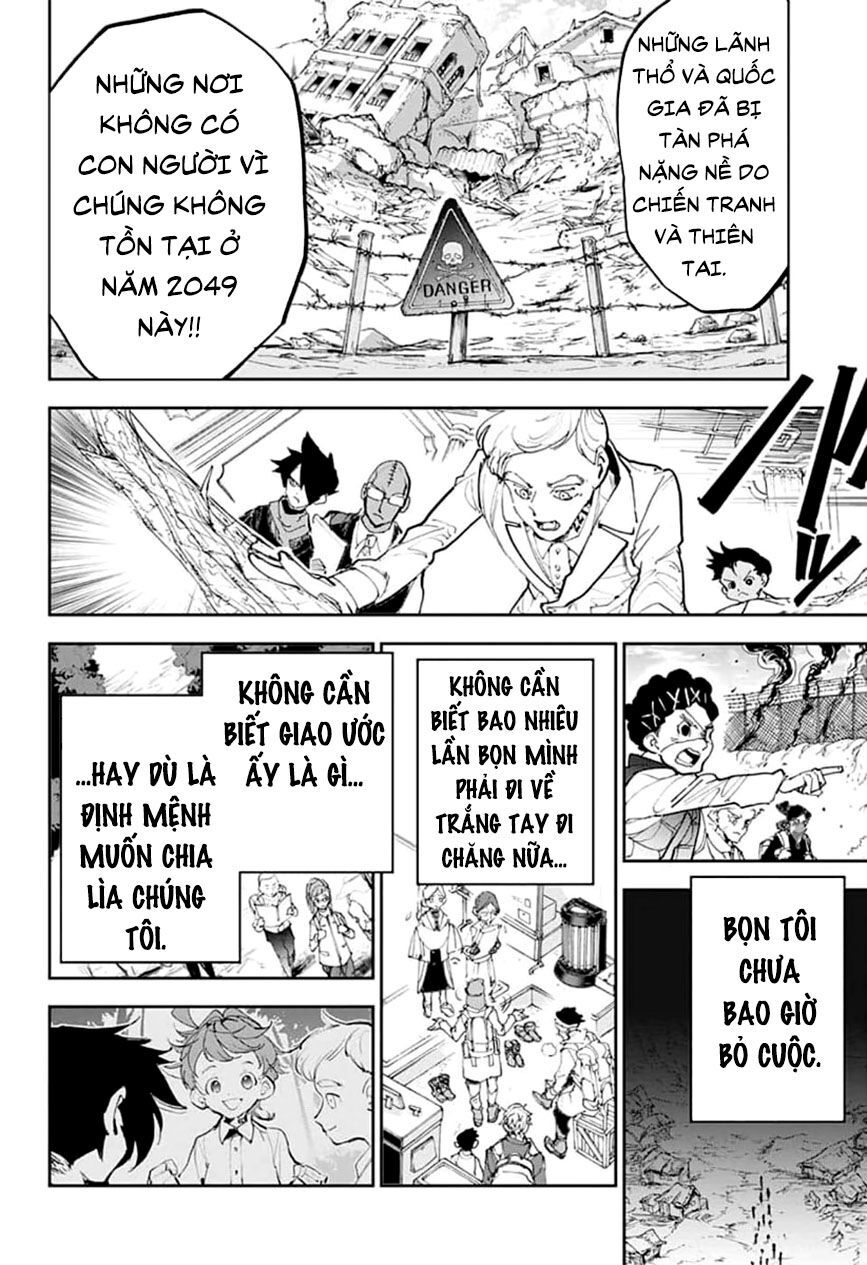 NHỮNG LÃNH
THỔ VÀ QUỐC
GIA ĐÃ BỊ
TÀN PHÁ
NẶNG NỀ DO
CHIẾN TRANH
VÀ THIÊN
TAI.
NHỮNG NƠI
KHÔNG CÓ
CON NGƯỜI VÌ
CHÚNG KHÔNG
TỒN TẠI Ở
NĂM 2049
NÀY!!
DANGER
BỌN TÔI
CHƯA
BAO GIỜ
BỎ CUỘC.
KHÔNG CẦN
BIẾT BAO NHIÊU
LẦN BỌN MÌNH
PHẢI ĐI VỀ
TRẮNG TAY ĐI
CHĂNG NỮA...
KHÔNG CẦN
BIẾT GIAO ƯỚC
ẤY LÀ GÌ...
...HAY DÙ LÀ
ĐỊNH MỆNH
MUỐN CHIA
LÌA CHÚNG
TÔI.